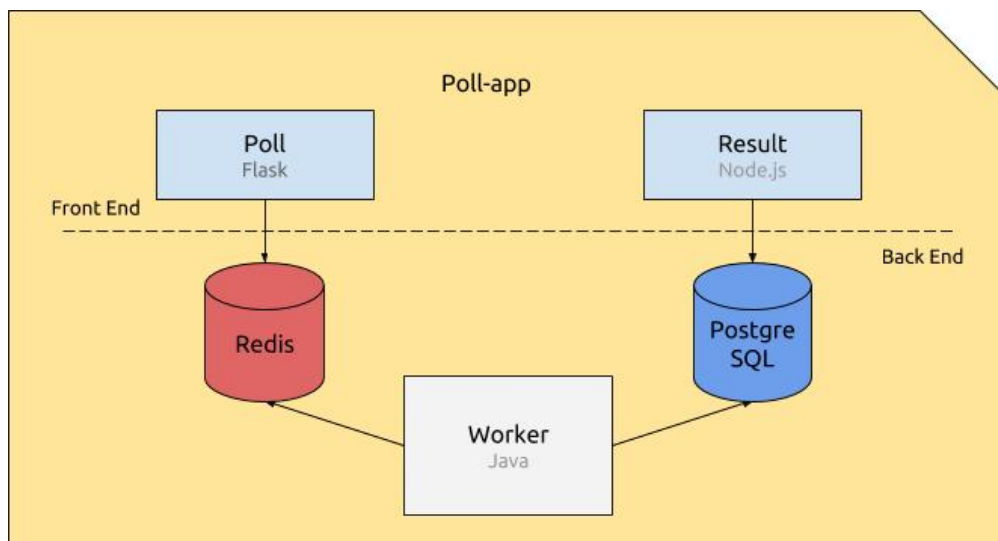 Poll-app
Poll
Flask
Result
Node.js
Front End
Back End
Redis
Postgre
SQL
Worker
Java